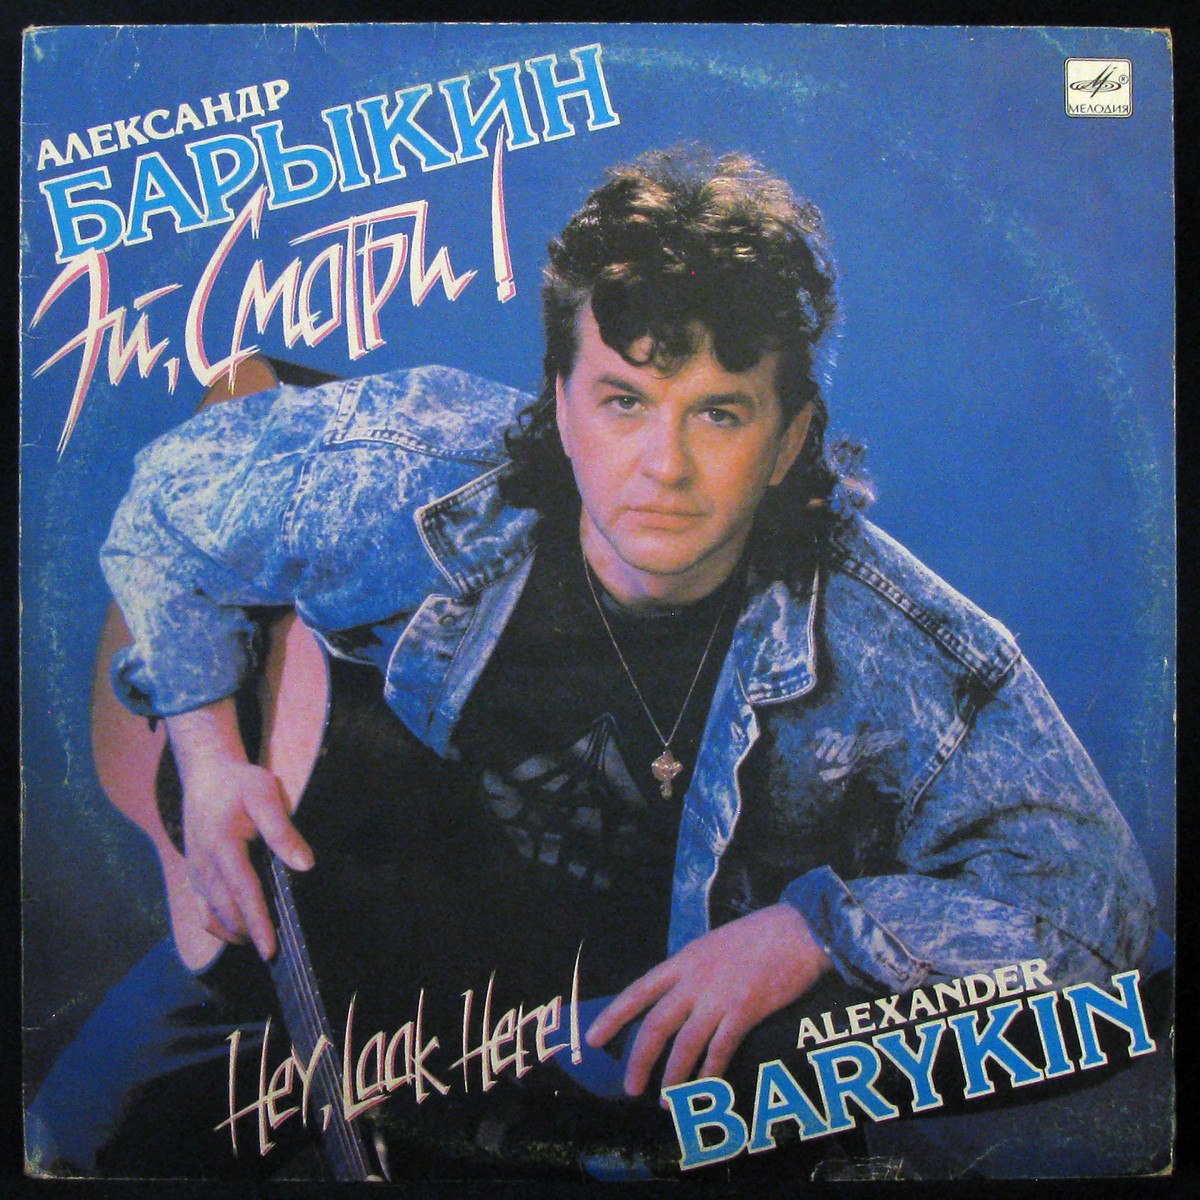 АЛЕКСАНДР
БАРЫКИН
Эй, Смотри!
МЕЛОДИЯ
Hey, Look Here!
ALEXANDER
BARYKIN